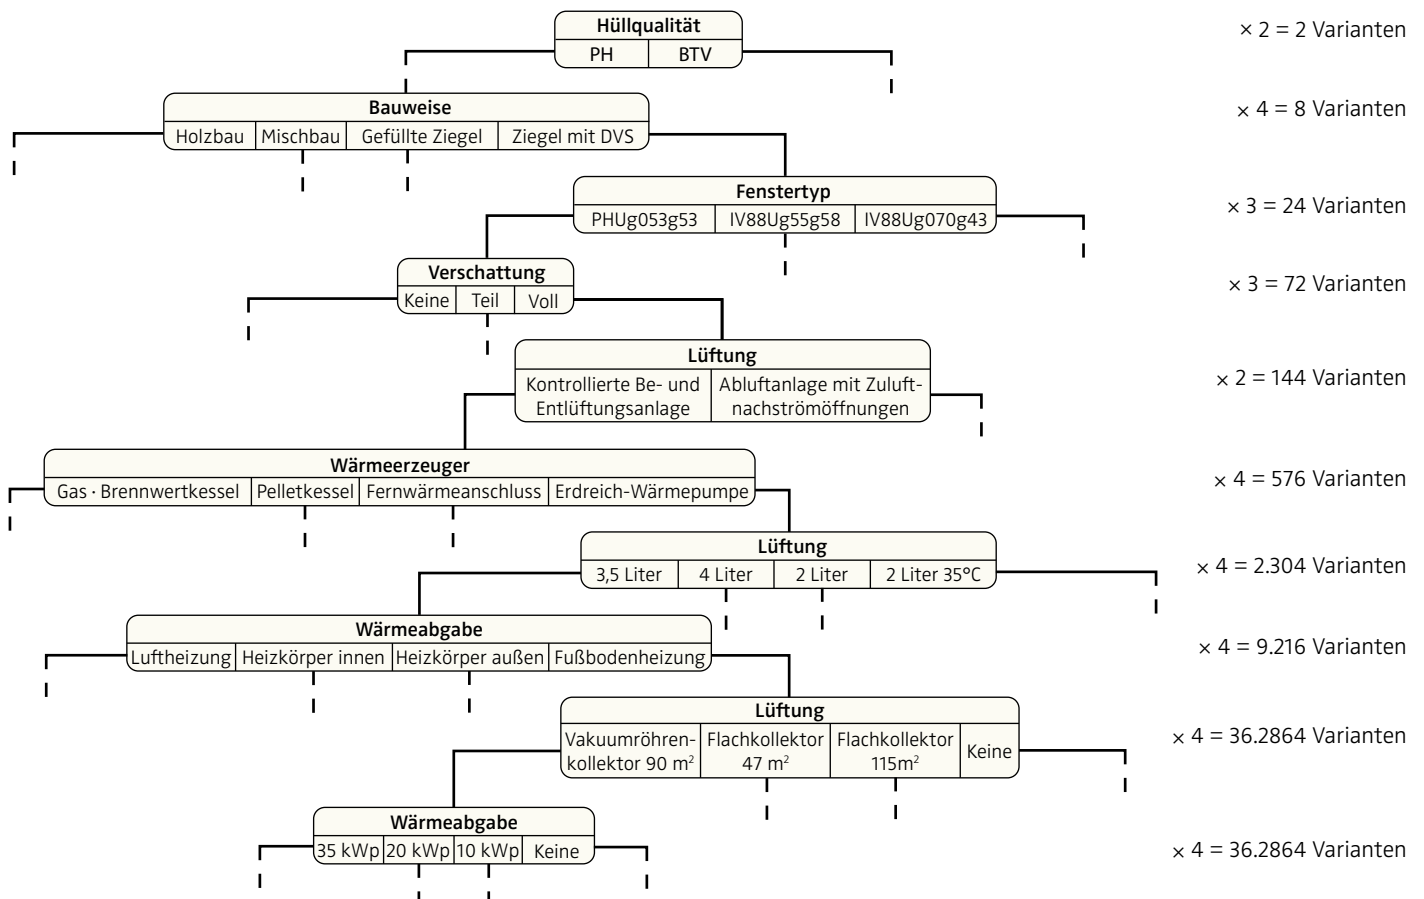 Hüllqualität
PH BTV
× 2 = 2 Varianten
Bauweise
Holzbau Mischbau Gefüllte Ziegel Ziegel mit DVS
× 4 = 8 Varianten
Fenstertyp
PHUg053g53 IV88Ug55g58 IV88Ug070g43
× 3 = 24 Varianten
Verschattung
Keine Teil Voll
× 3 = 72 Varianten
Lüftung
Kontrollierte Be- und
Entlüftungsanlage
Abluftanlage mit Zuluft-
nachströmöffnungen
× 2 = 144 Varianten
Wärmeerzeuger
Gas · Brennwertkessel Pelletkessel Fernwärmeanschluss Erdreich-Wärmepumpe
× 4 = 576 Varianten
Lüftung
3,5 Liter 4 Liter 2 Liter 2 Liter 35°C
× 4 = 2.304 Varianten
Wärmeabgabe
Luftheizung Heizkörper innen Heizkörper außen Fußbodenheizung
× 4 = 9.216 Varianten
Lüftung
Vakuumröhren-
kollektor 90 m²
Flachkollektor
47 m²
Flachkollektor
115m²
Keine
× 4 = 36.2864 Varianten
Wärmeabgabe
35 kWp 20 kWp 10 kWp Keine
× 4 = 36.2864 Varianten